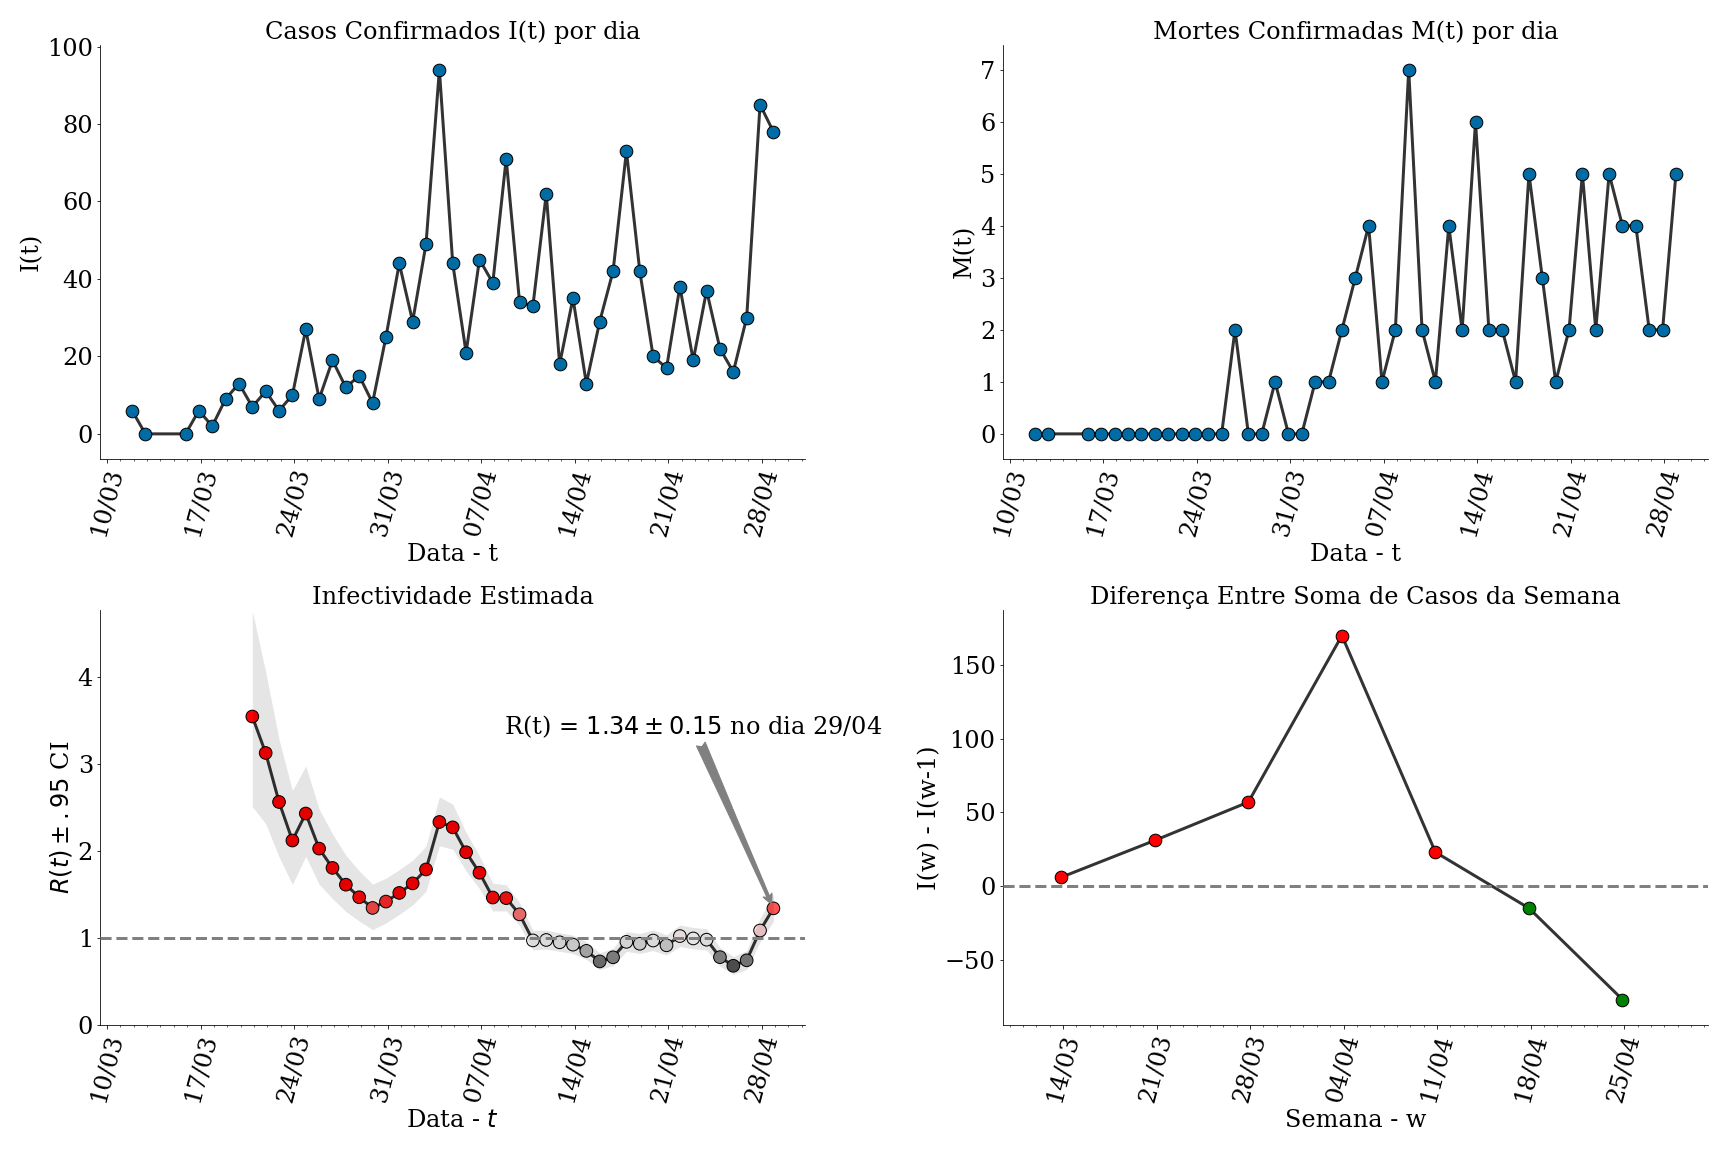 Casos Confirmados I(t) por dia
I(t)
100
80
60
40
20
0
10/03 17/03 24/03 31/03 07/04 14/04 21/04 28/04
Data - t
Mortes Confirmadas M(t) por dia
M(t)
7
6
5
4
3
2
1
0
10/03 17/03 24/03 31/03 07/04 14/04 21/04 28/04
Data - t
Infectividade Estimada
R(t) ± .95 CI
4
3
2
1
0
R(t) = 1.34 ± 0.15 no dia 29/04
10/03 17/03 24/03 31/03 07/04 14/04 21/04 28/04
Data - t
Diferença Entre Soma de Casos da Semana
I(w) - I(w-1)
150
100
50
0
−50
14/03 21/03 28/03 04/04 11/04 18/04 25/04
Semana - w